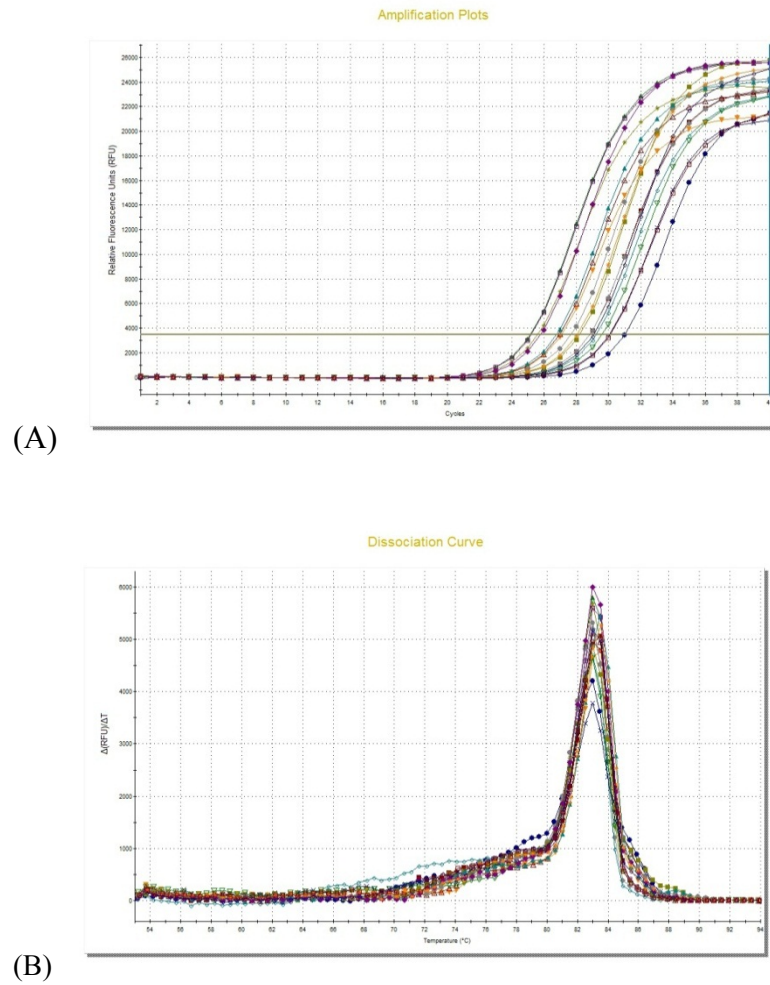 Amplification Plots
Relative Fluorescence Units (RFU)
26000
24000
22000
20000
18000
16000
14000
12000
10000
8000
6000
4000
2000
0
2 4 6 8 10 12 14 16 18 20 22 24 26 28 30 32 34 36 38 4
Cycles
(A)
Dissociation Curve
Δ(RFU)/ΔT
6000
5000
4000
3000
2000
1000
0
54 56 58 60 62 64 66 68 70 72 74 76 78 80 82 84 86 88 90 92 94
Temperature (°C)
(B)